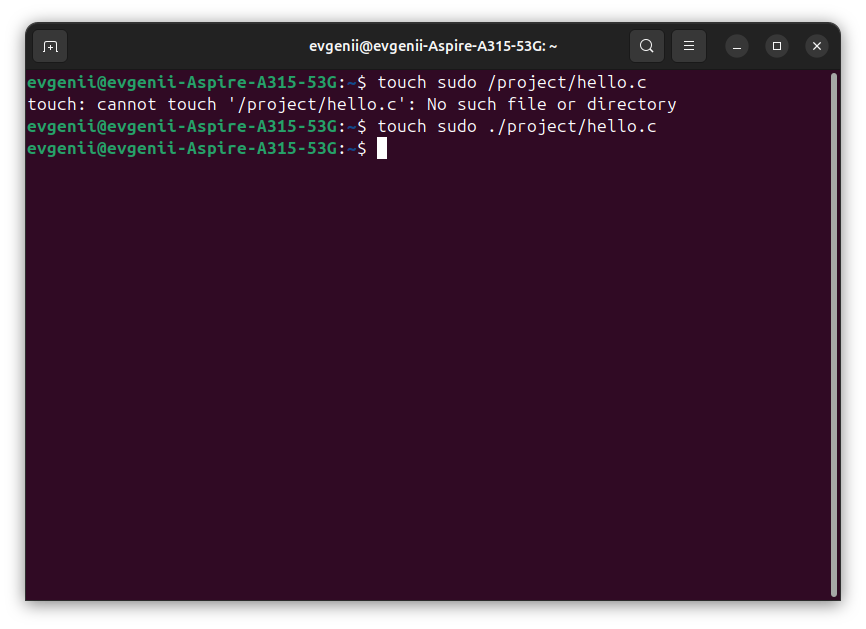 evgenii@evgenii-Aspire-A315-53G: ~
evgenii@evgenii-Aspire-A315-53G:~$ touch sudo /project/hello.c
touch: cannot touch '/project/hello.c': No such file or directory
evgenii@evgenii-Aspire-A315-53G:~$ touch sudo ./project/hello.c
evgenii@evgenii-Aspire-A315-53G:~$